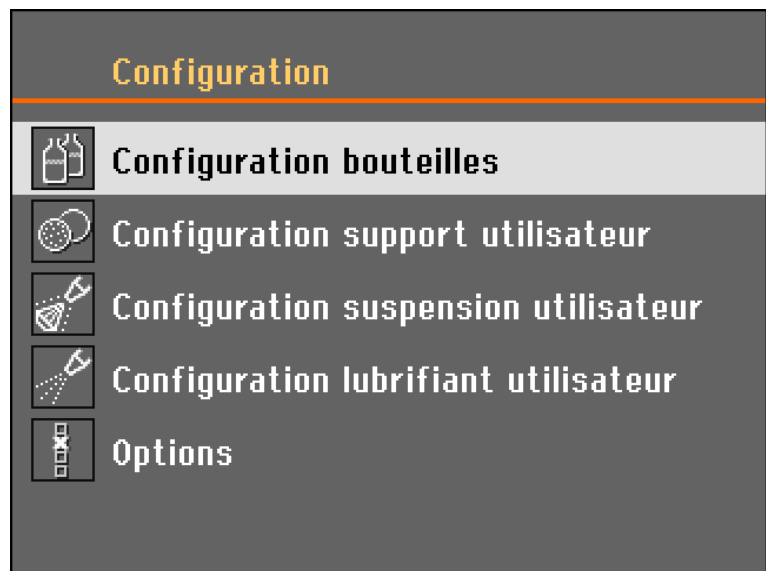 Configuration
Configuration bouteilles
Configuration support utilisateur
Configuration suspension utilisateur
Configuration lubrifiant utilisateur
Options